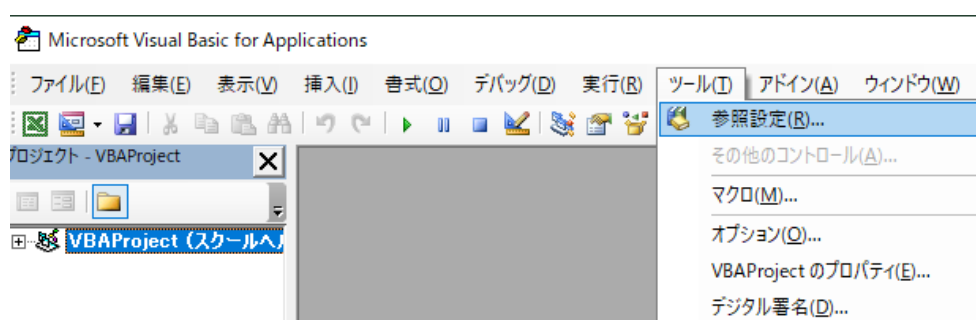 Microsoft Visual Basic for Applications
ファイル(F) 編集(E) 表示(V) 挿入(I) 書式(O) デバッグ(D) 実行(R) ツール(T) アドイン(A) ウィンドウ(W)
参照設定(R)...
プロジェクト - VBAProject
その他のコントロール(A)...
マクロ(M)...
VBAProject (スクールヘル
オプション(O)...
VBAProject のプロパティ(E)...
デジタル署名(D)...